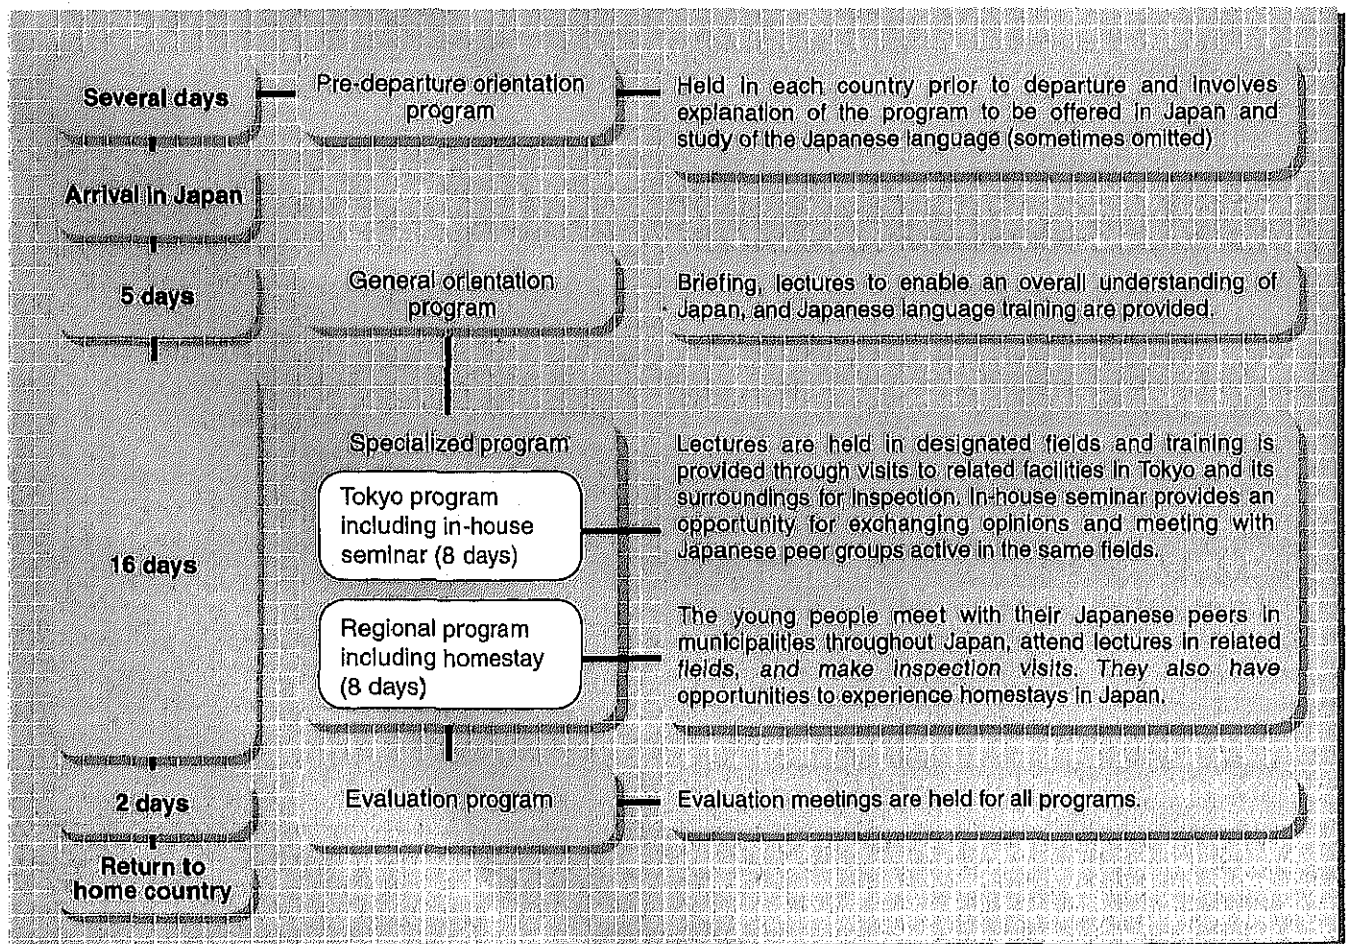 Several days
Pre-departure orientation
program
Held in each country prior to departure and involves
explanation of the program to be offered in Japan and
study of the Japanese language (sometimes omitted)
Arrival in Japan
5 days
General orientation
program
Briefing, lectures to enable an overall understanding of
Japan, and Japanese language training are provided.
16 days
Specialized program
Tokyo program
including in-house
seminar (8 days)
Lectures are held in designated fields and training is
provided through visits to related facilities in Tokyo and its
surroundings for inspection. In-house seminar provides an
opportunity for exchanging opinions and meeting with
Japanese peer groups active in the same fields.
Regional program
including homestay
(8 days)
The young people meet with their Japanese peers in
municipalities throughout Japan, attend lectures in related
fields, and make inspection visits. They also have
opportunities to experience homestays in Japan.
2 days
Evaluation program
Evaluation meetings are held for all programs.
Return to
home country